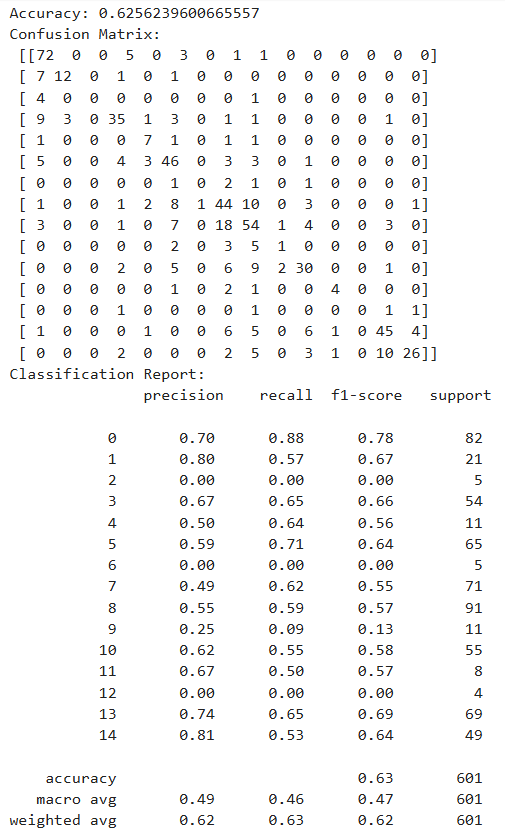 Accuracy: 0.6256239600665557
Confusion Matrix:
 [[72  0  0  5  0  3  0  1  1  0  0  0  0  0  0]
 [ 7 12  0  1  0  1  0  0  0  0  0  0  0  0  0]
 [ 4  0  0  0  0  0  0  0  1  0  0  0  0  0  0]
 [ 9  3  0 35  1  3  0  1  1  0  0  0  0  1  0]
 [ 1  0  0  0  7  1  0  1  1  0  0  0  0  0  0]
 [ 5  0  0  4  3 46  0  3  3  0  1  0  0  0  0]
 [ 0  0  0  0  0  1  0  2  1  0  1  0  0  0  0]
 [ 1  0  0  1  2  8  1 44 10  0  3  0  0  0  1]
 [ 3  0  0  1  0  7  0 18 54  1  4  0  0  3  0]
 [ 0  0  0  0  0  2  0  3  5  1  0  0  0  0  0]
 [ 0  0  0  2  0  5  0  6  9  2 30  0  0  1  0]
 [ 0  0  0  0  0  1  0  2  1  0  0  4  0  0  0]
 [ 0  0  0  1  0  0  0  0  1  0  0  0  0  1  1]
 [ 1  0  0  0  1  0  0  6  5  0  6  1  0 45  4]
 [ 0  0  0  2  0  0  0  2  5  0  3  1  0 10 26]]
Classification Report:
              precision    recall  f1-score   support
           0       0.70      0.88      0.78        82
           1       0.80      0.57      0.67        21
           2       0.00      0.00      0.00         5
           3       0.67      0.65      0.66        54
           4       0.50      0.64      0.56        11
           5       0.59      0.71      0.64        65
           6       0.00      0.00      0.00         5
           7       0.49      0.62      0.55        71
           8       0.55      0.59      0.57        91
           9       0.25      0.09      0.13        11
          10       0.62      0.55      0.58        55
          11       0.67      0.50      0.57         8
          12       0.00      0.00      0.00         4
          13       0.74      0.65      0.69        69
          14       0.81      0.53      0.64        49
    accuracy                           0.63       601
   macro avg       0.49      0.46      0.47       601
weighted avg       0.62      0.63      0.62       601